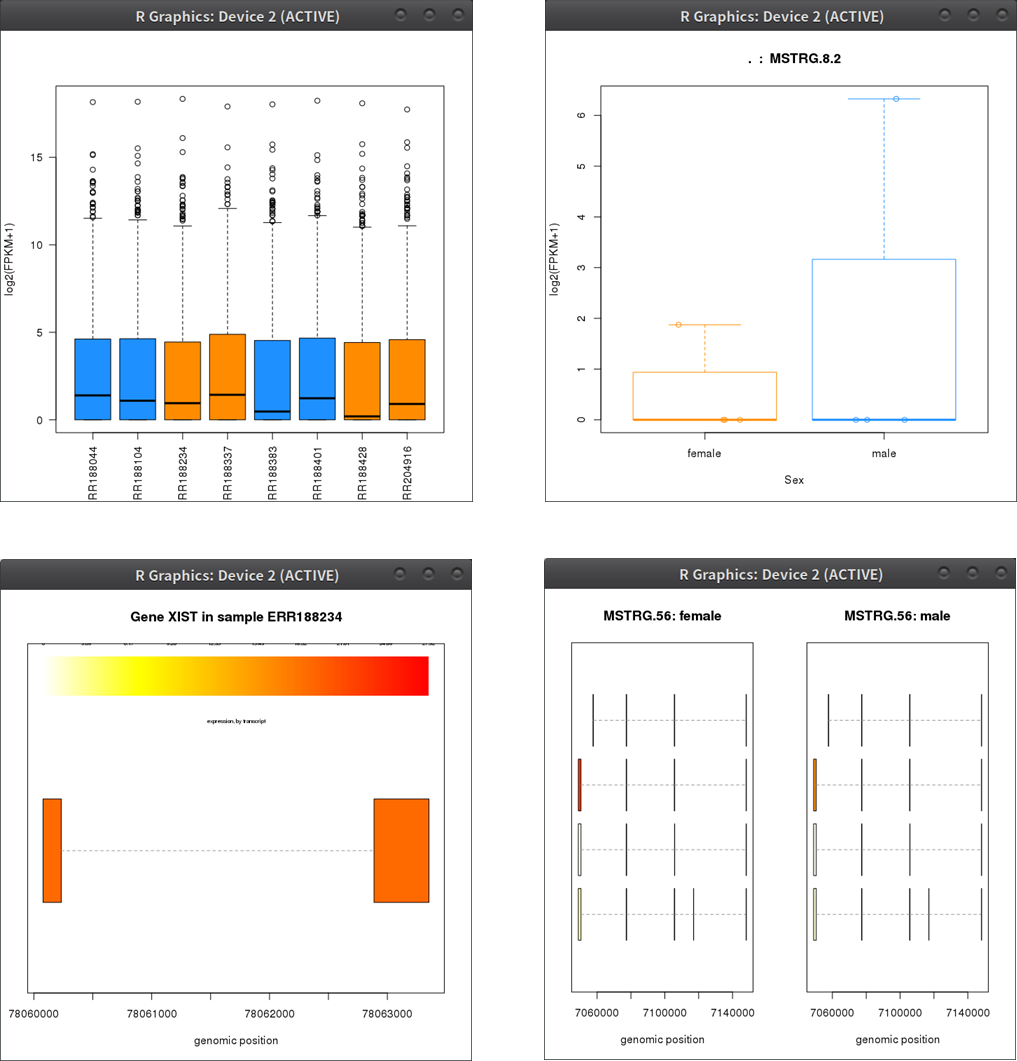 R Graphics: Device 2 (ACTIVE)
log2(FPKM+1)
15
10
5
0
RR188044
RR188104
RR188234
RR188337
RR188383
RR188401
RR188428
RR204916
R Graphics: Device 2 (ACTIVE)
. : MSTRG.8.2
log2(FPKM+1)
6
5
4
3
2
1
0
female male
Sex
R Graphics: Device 2 (ACTIVE)
Gene XIST in sample ERR188234
expression, by transcript
78060000 78061000 78062000 78063000
genomic position
R Graphics: Device 2 (ACTIVE)
MSTRG.56: female MSTRG.56: male
7060000 7100000 7140000 7060000 7100000 7140000
genomic position genomic position